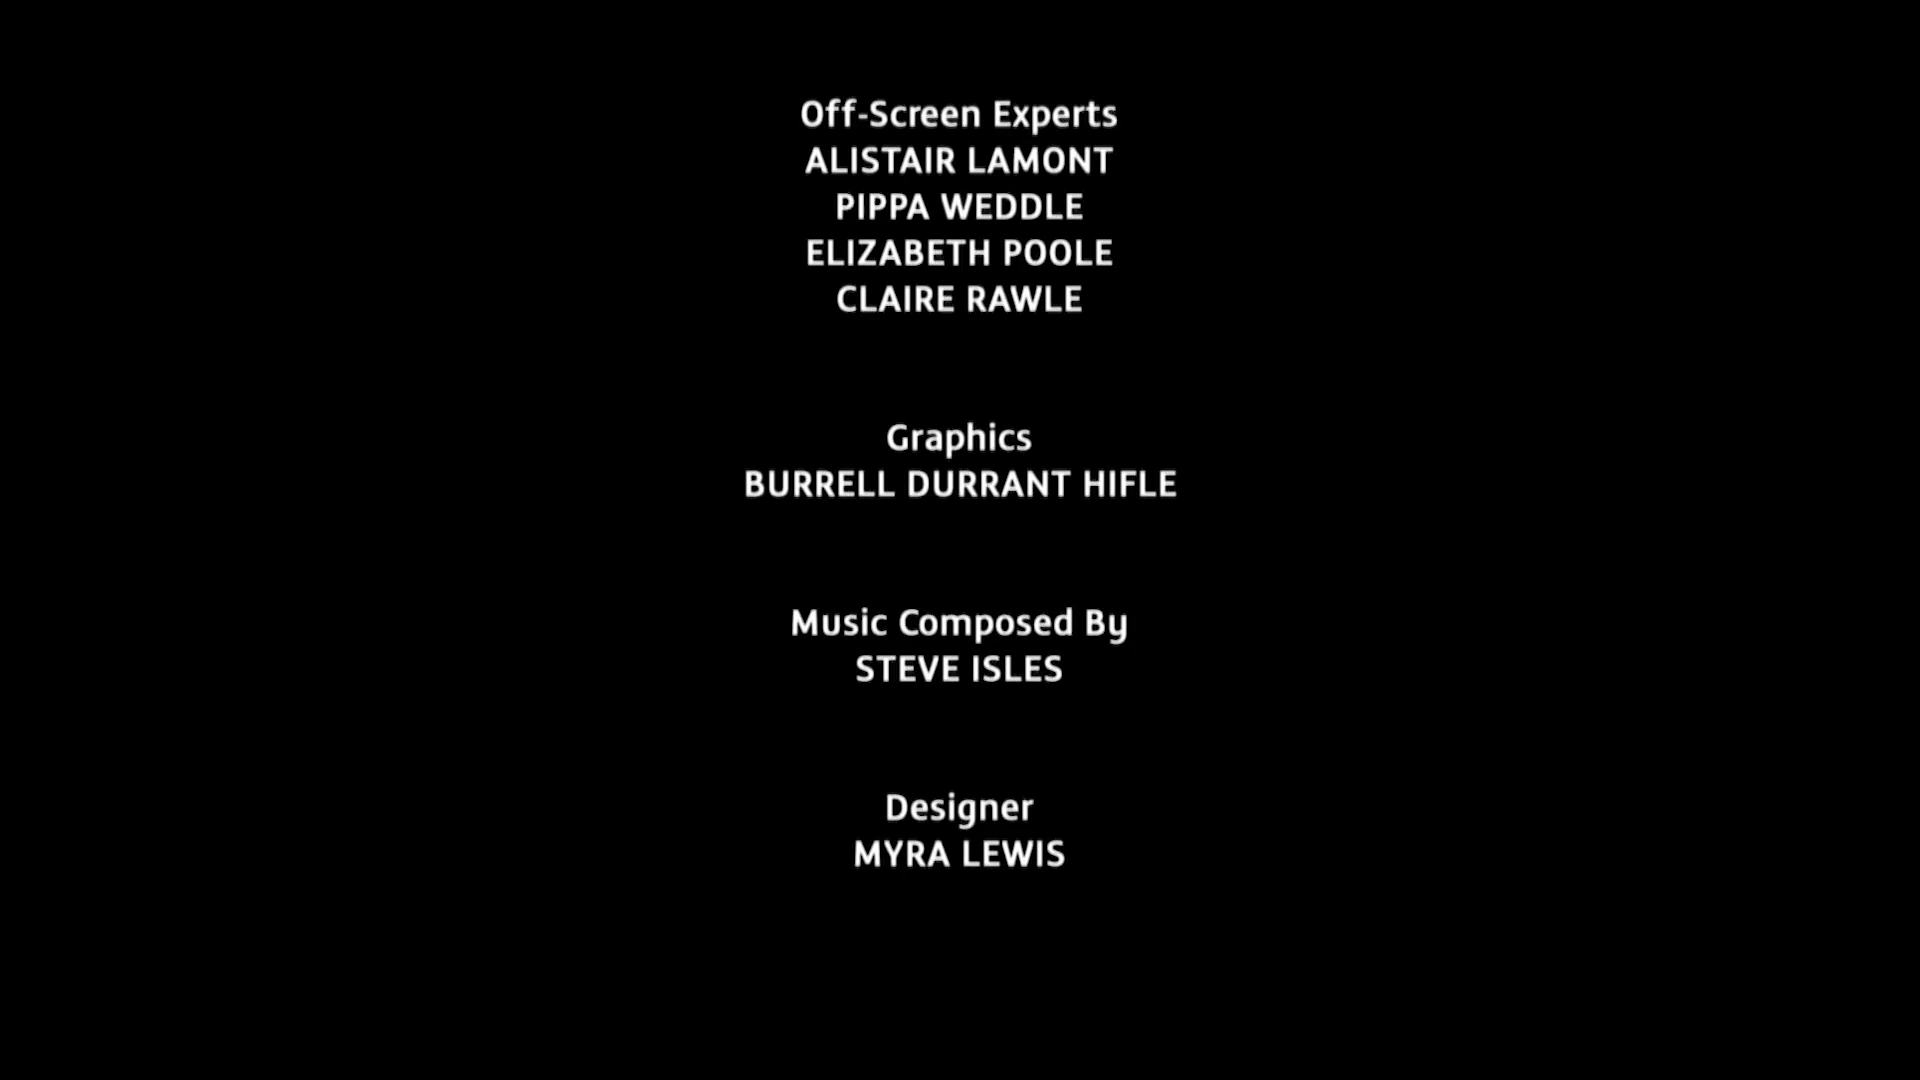 Off-Screen Experts
ALISTAIR LAMONT
PIPPA WEDDLE
ELIZABETH POOLE
CLAIRE RAWLE
Graphics
BURRELL DURRANT HIFLE
Music Composed By
STEVE ISLES
Designer
MYRA LEWIS